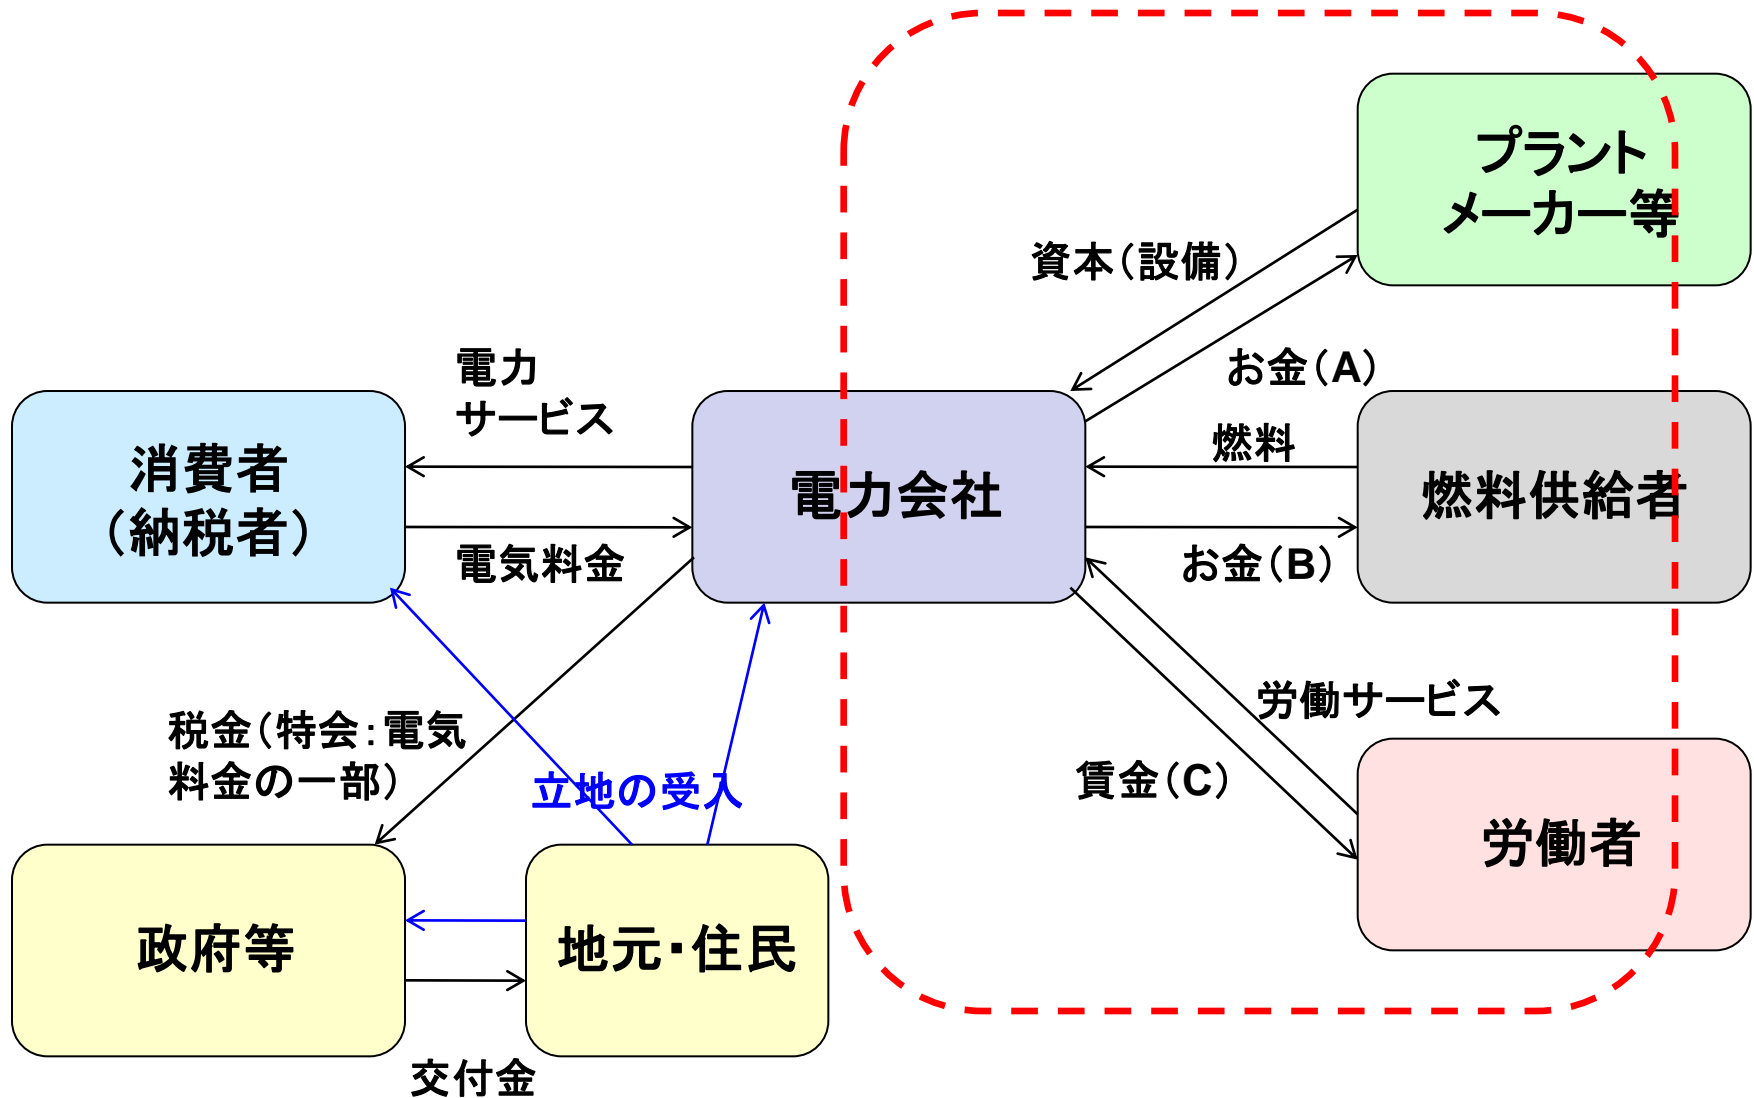 プラント
メーカー等
資本（設備）
お金（A）
電力
サービス
燃料
消費者
（納税者）
電力会社
燃料供給者
電気料金
お金（B）
労働サービス
税金（特会：電気
料金の一部）
立地の受入
賃金（C）
労働者
政府等
地元・住民
交付金